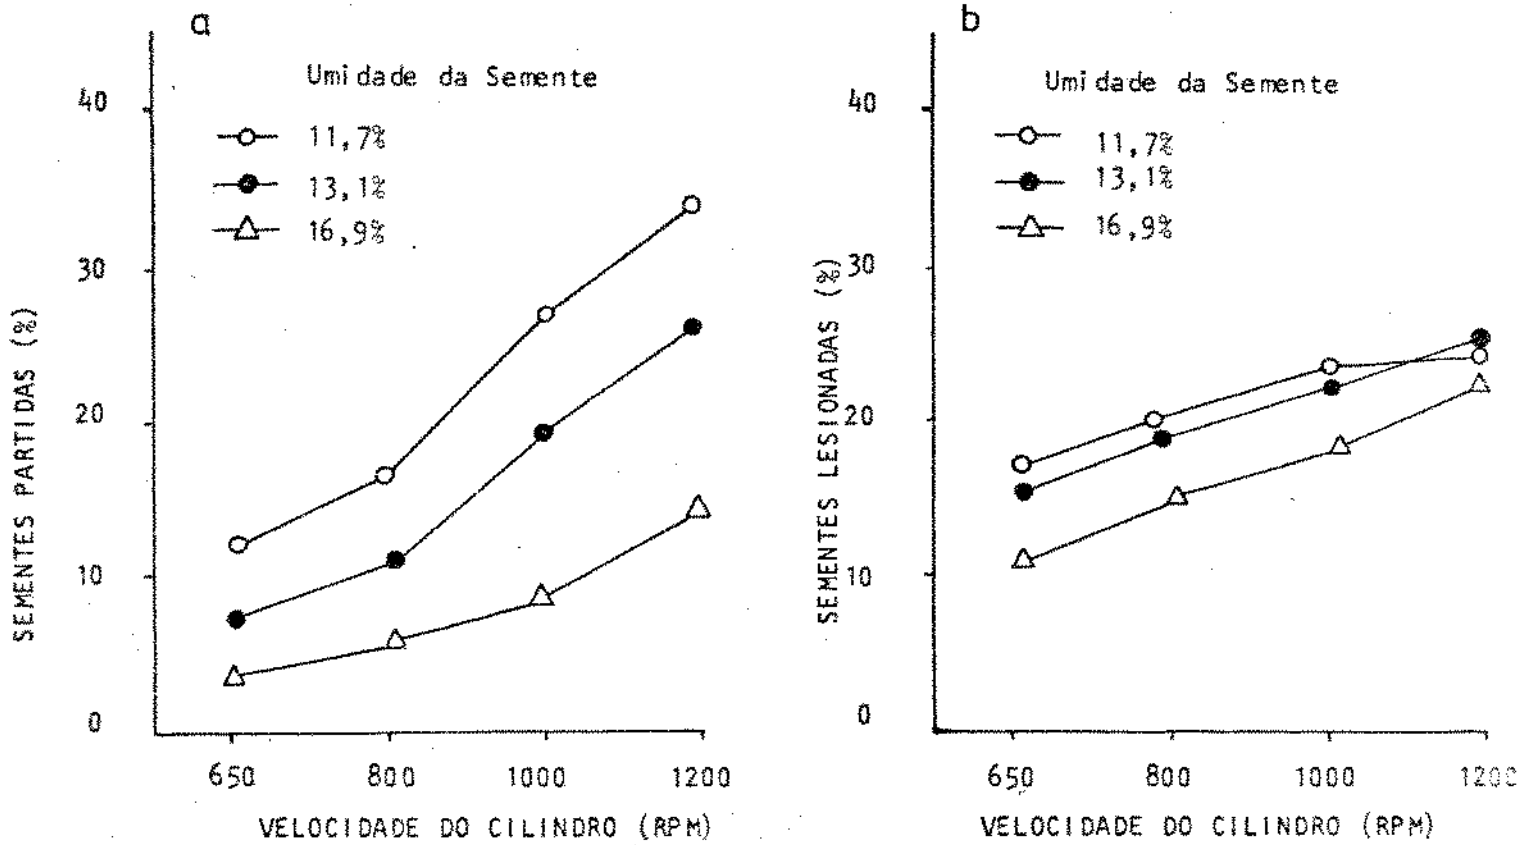 a
Umidade da Semente
11,7%
13,1%
16,9%
40
30
20
10
0
SEMENTES PARTIDAS (%)
650 800 1000 1200
VELOCIDADE DO CILINDRO (RPM)
b
Umidade da Semente
11,7%
13,1%
16,9%
40
30
20
10
0
SEMENTES LESIONADAS (%)
650 800 1000 1200
VELOCIDADE DO CILINDRO (RPM)